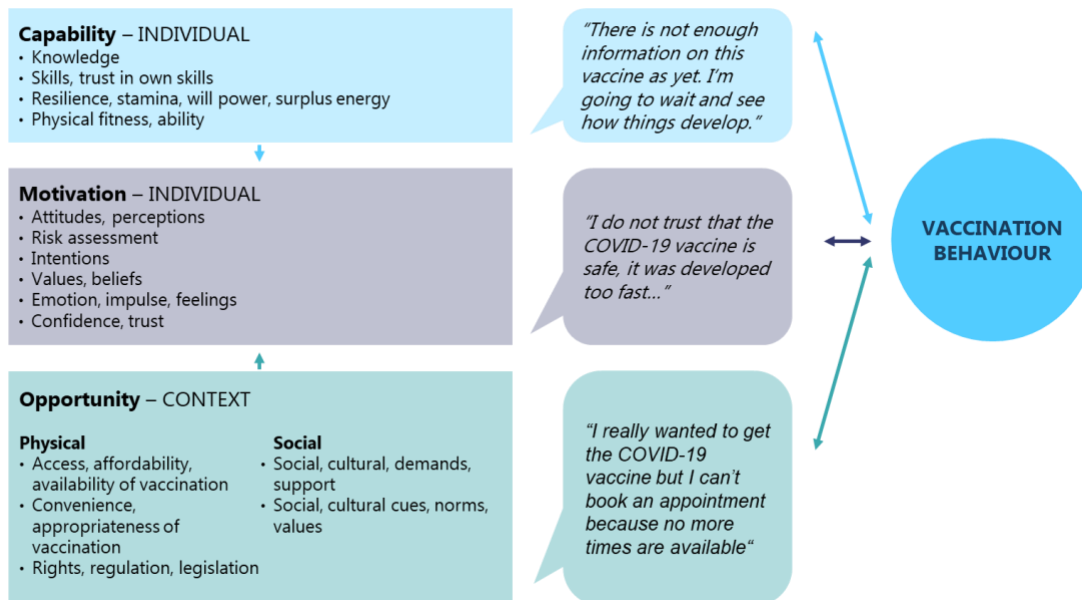 Capability – INDIVIDUAL
• Knowledge
• Skills, trust in own skills
• Resilience, stamina, will power, surplus energy
• Physical fitness, ability
“There is not enough
information on this
vaccine as yet. I’m
going to wait and see
how things develop.”
Motivation – INDIVIDUAL
• Attitudes, perceptions
• Risk assessment
• Intentions
• Values, beliefs
• Emotion, impulse, feelings
• Confidence, trust
“I do not trust that the
COVID-19 vaccine is
safe, it was developed
too fast…”
Opportunity – CONTEXT
Physical
• Access, affordability,
availability of vaccination
• Convenience,
appropriateness of
vaccination
• Rights, regulation, legislation
Social
• Social, cultural, demands,
support
• Social, cultural cues, norms,
values
“I really wanted to get
the COVID-19
vaccine but I can’t
book an appointment
because no more
times are available“
VACCINATION
BEHAVIOUR